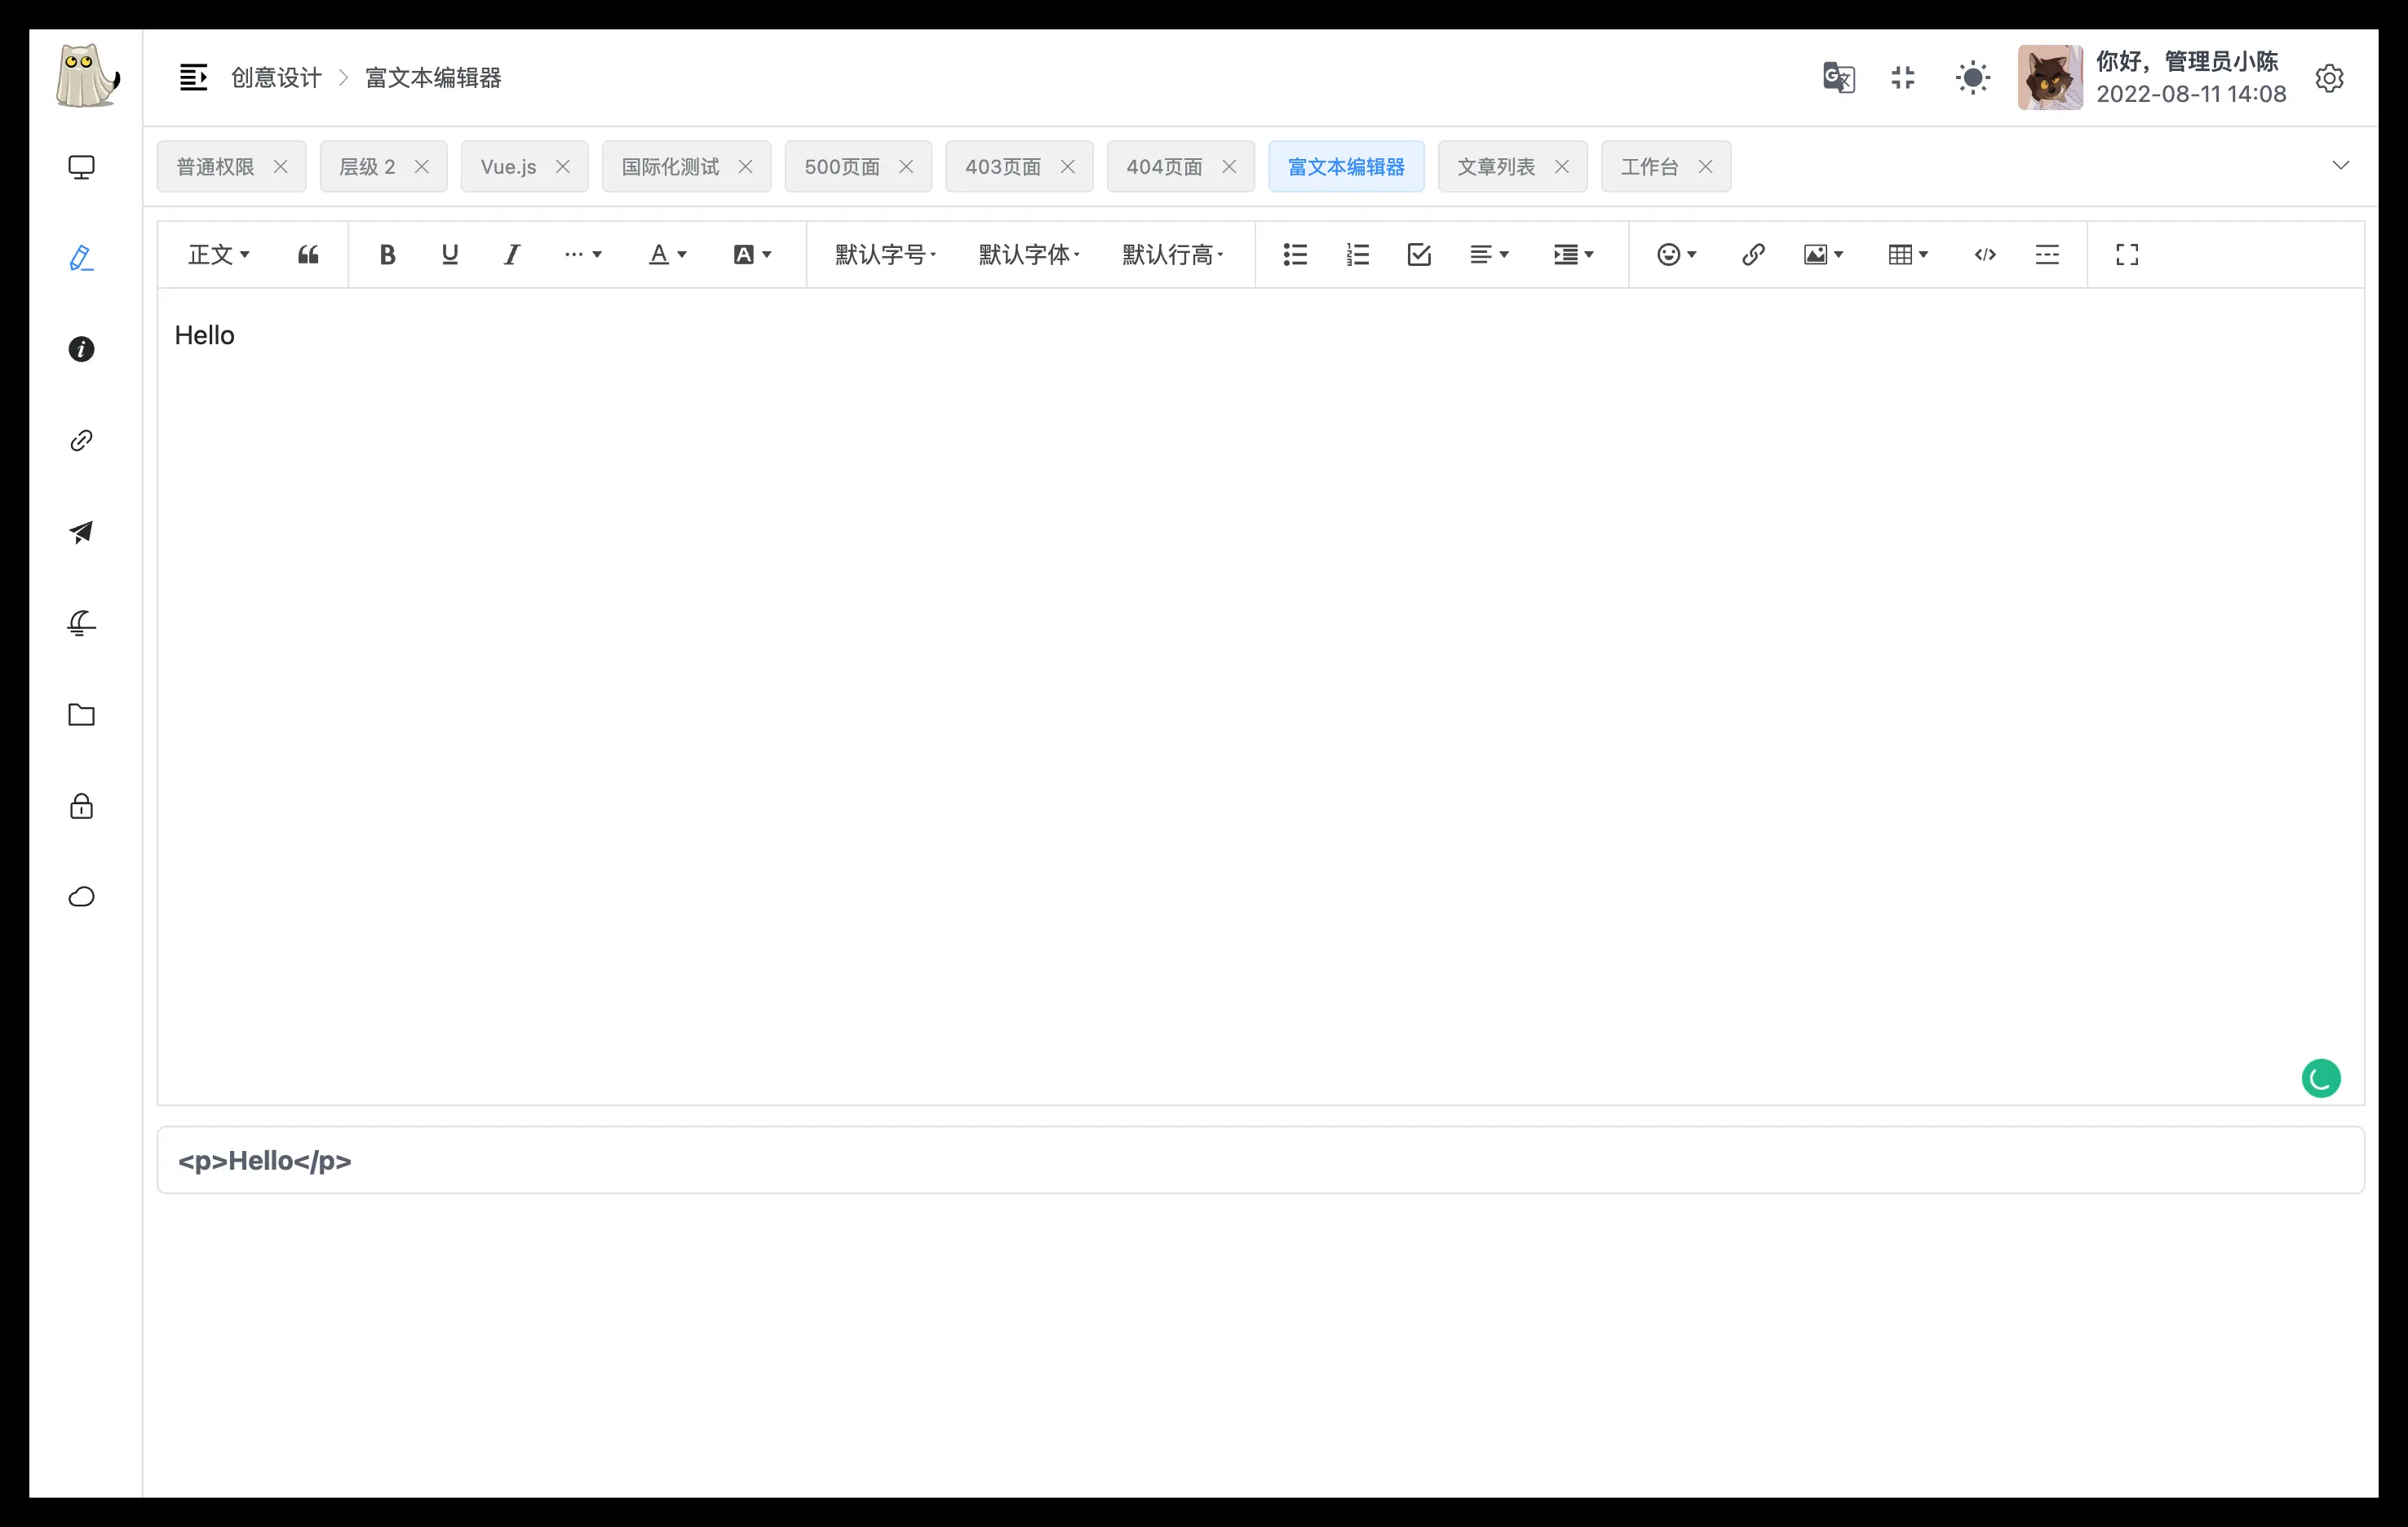 创意设计 > 富文本编辑器
你好，管理员小陈
2022-08-11 14:08
普通权限 层级 2 Vue.js 国际化测试 500页面 403页面 404页面 富文本编辑器 文章列表 工作台
正文 B U I A A 默认字号 默认字体 默认行高
Hello
<p>Hello</p>